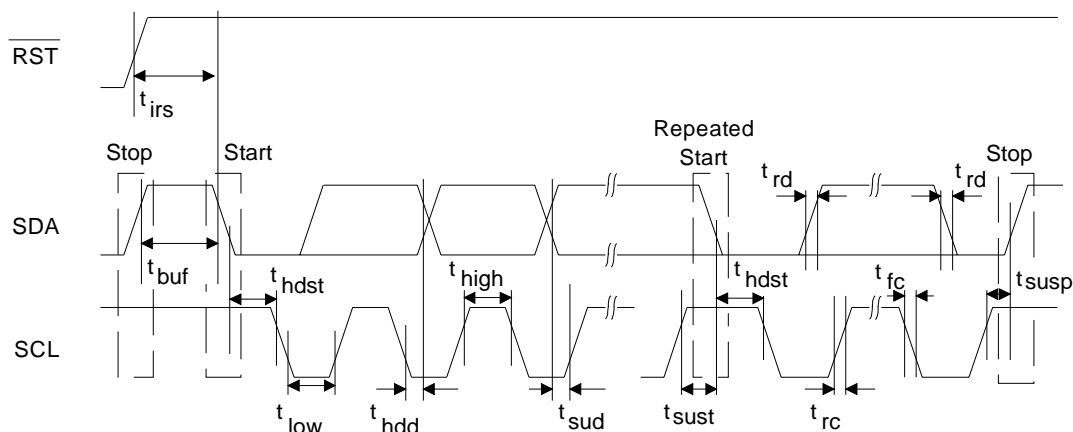 RST
t irs
Repeated
Stop Start Start Stop
t rd t rd
SDA
t buf t hdst t high t hdst t fc t susp
SCL
t low t hdd t sud t sust t rc